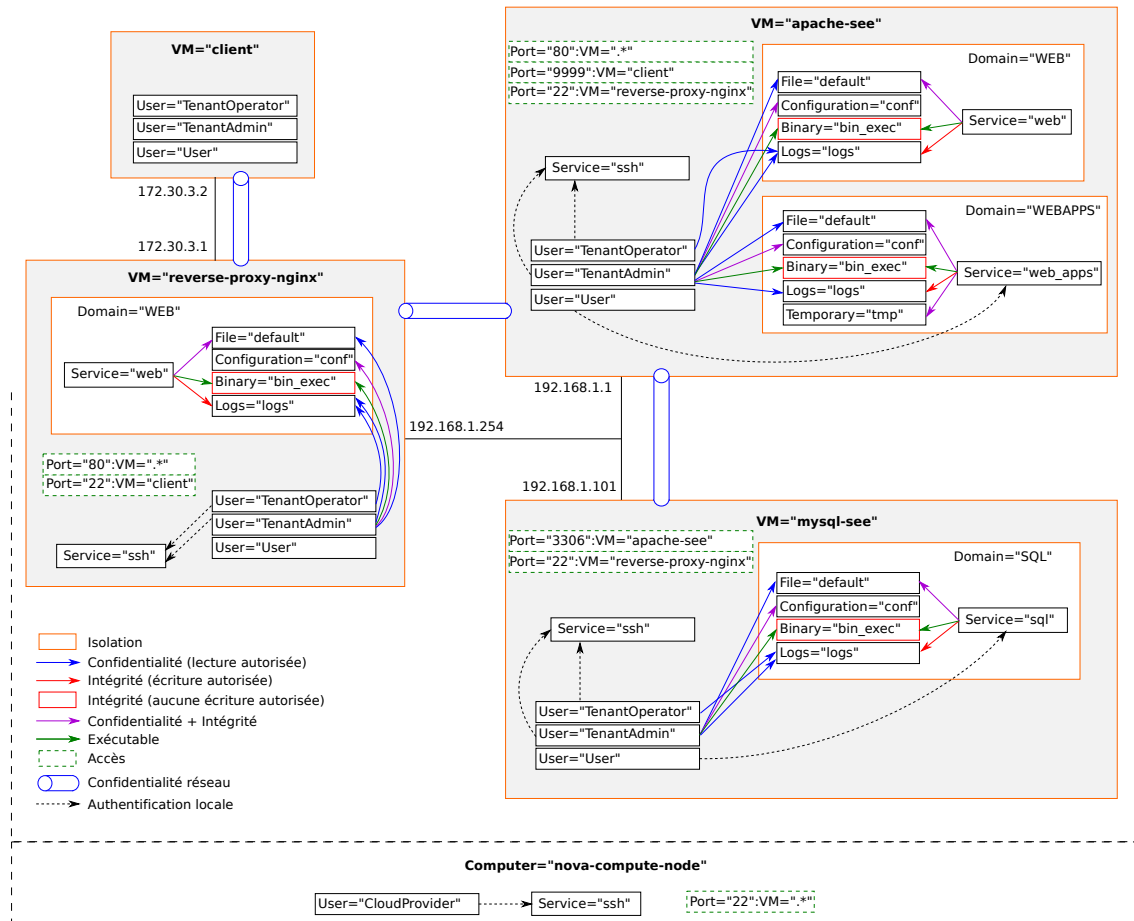 VM="client"
User="TenantOperator"
User="TenantAdmin"
User="User"
172.30.3.2
172.30.3.1
VM="reverse-proxy-nginx"
Domain="WEB"
Service="web"
File="default"
Configuration="conf"
Binary="bin_exec"
Logs="logs"
Port="80":VM=".*"
Port="22":VM="client"
User="TenantOperator"
User="TenantAdmin"
User="User"
Service="ssh"
192.168.1.254
VM="apache-see"
Port="80":VM=".*"
Port="9999":VM="client"
Port="22":VM="reverse-proxy-nginx"
Service="ssh"
User="TenantOperator"
User="TenantAdmin"
User="User"
Domain="WEB"
File="default"
Configuration="conf"
Binary="bin_exec"
Logs="logs"
Service="web"
Domain="WEBAPPS"
File="default"
Configuration="conf"
Binary="bin_exec"
Logs="logs"
Temporary="tmp"
Service="web_apps"
192.168.1.1
192.168.1.101
VM="mysql-see"
Port="3306":VM="apache-see"
Port="22":VM="reverse-proxy-nginx"
Service="ssh"
User="TenantOperator"
User="TenantAdmin"
User="User"
Domain="SQL"
File="default"
Configuration="conf"
Binary="bin_exec"
Logs="logs"
Service="sql"
Isolation
Confidentialité (lecture autorisée)
Intégrité (écriture autorisée)
Intégrité (aucune écriture autorisée)
Confidentialité + Intégrité
Exécutable
Accès
Confidentialité réseau
Authentification locale
Computer="nova-compute-node"
User="CloudProvider"
Service="ssh"
Port="22":VM=".*"